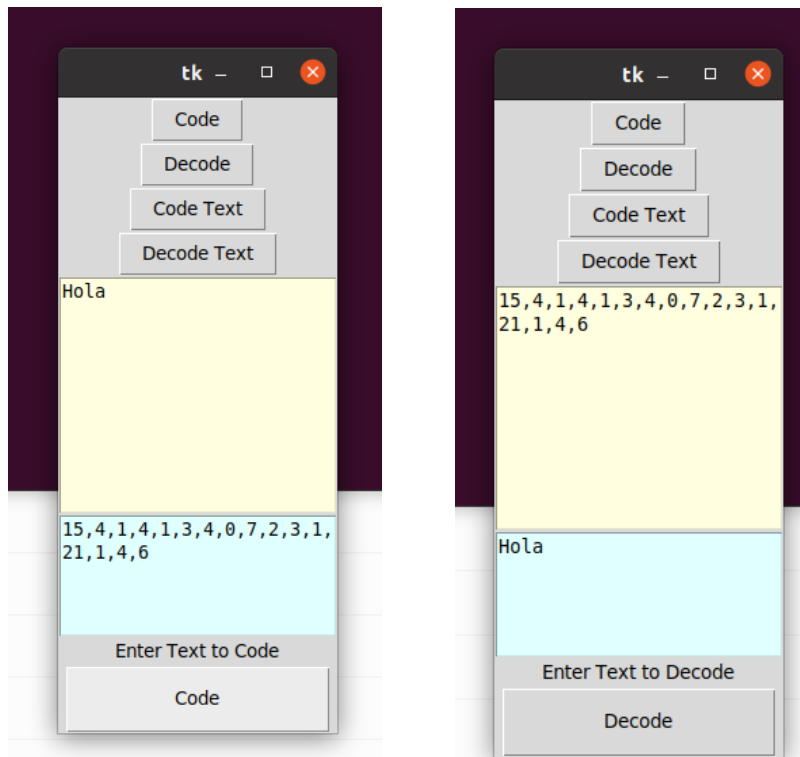 tk
Code
Decode
Code Text
Decode Text
Hola
15,4,1,4,1,3,4,0,7,2,3,1,
21,1,4,6
Enter Text to Code
Code
tk
Code
Decode
Code Text
Decode Text
15,4,1,4,1,3,4,0,7,2,3,1,
21,1,4,6
Hola
Enter Text to Decode
Decode